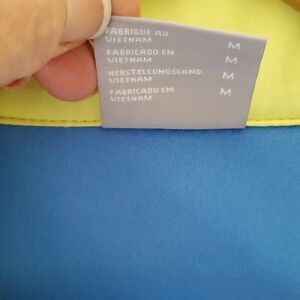 FABRIQUE AU
VIETNAM M
FABRICADO EN
VIETNAM M
HERSTELLUNGSLAND
VIETNAM M
FABRICADO EM
VIETNAM M